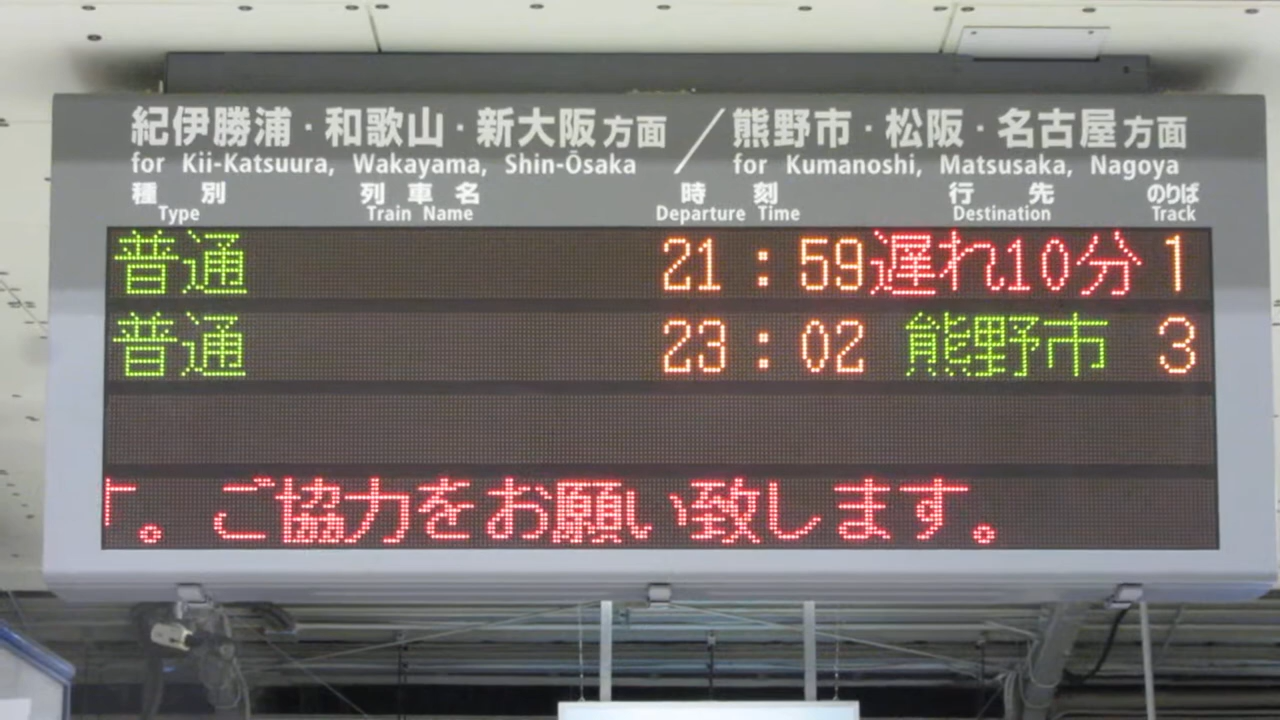 紀伊勝浦・和歌山・新大阪方面／熊野市・松阪・名古屋方面
for Kii-Katsuura, Wakayama, Shin-Ōsaka for Kumanoshi, Matsusaka, Nagoya
種別 列車名 時刻 行先 のりば
Type Train Name Departure Time Destination Track
普通 21:59 遅れ10分 1
普通 23:02 熊野市 3
す。ご協力をお願い致します。